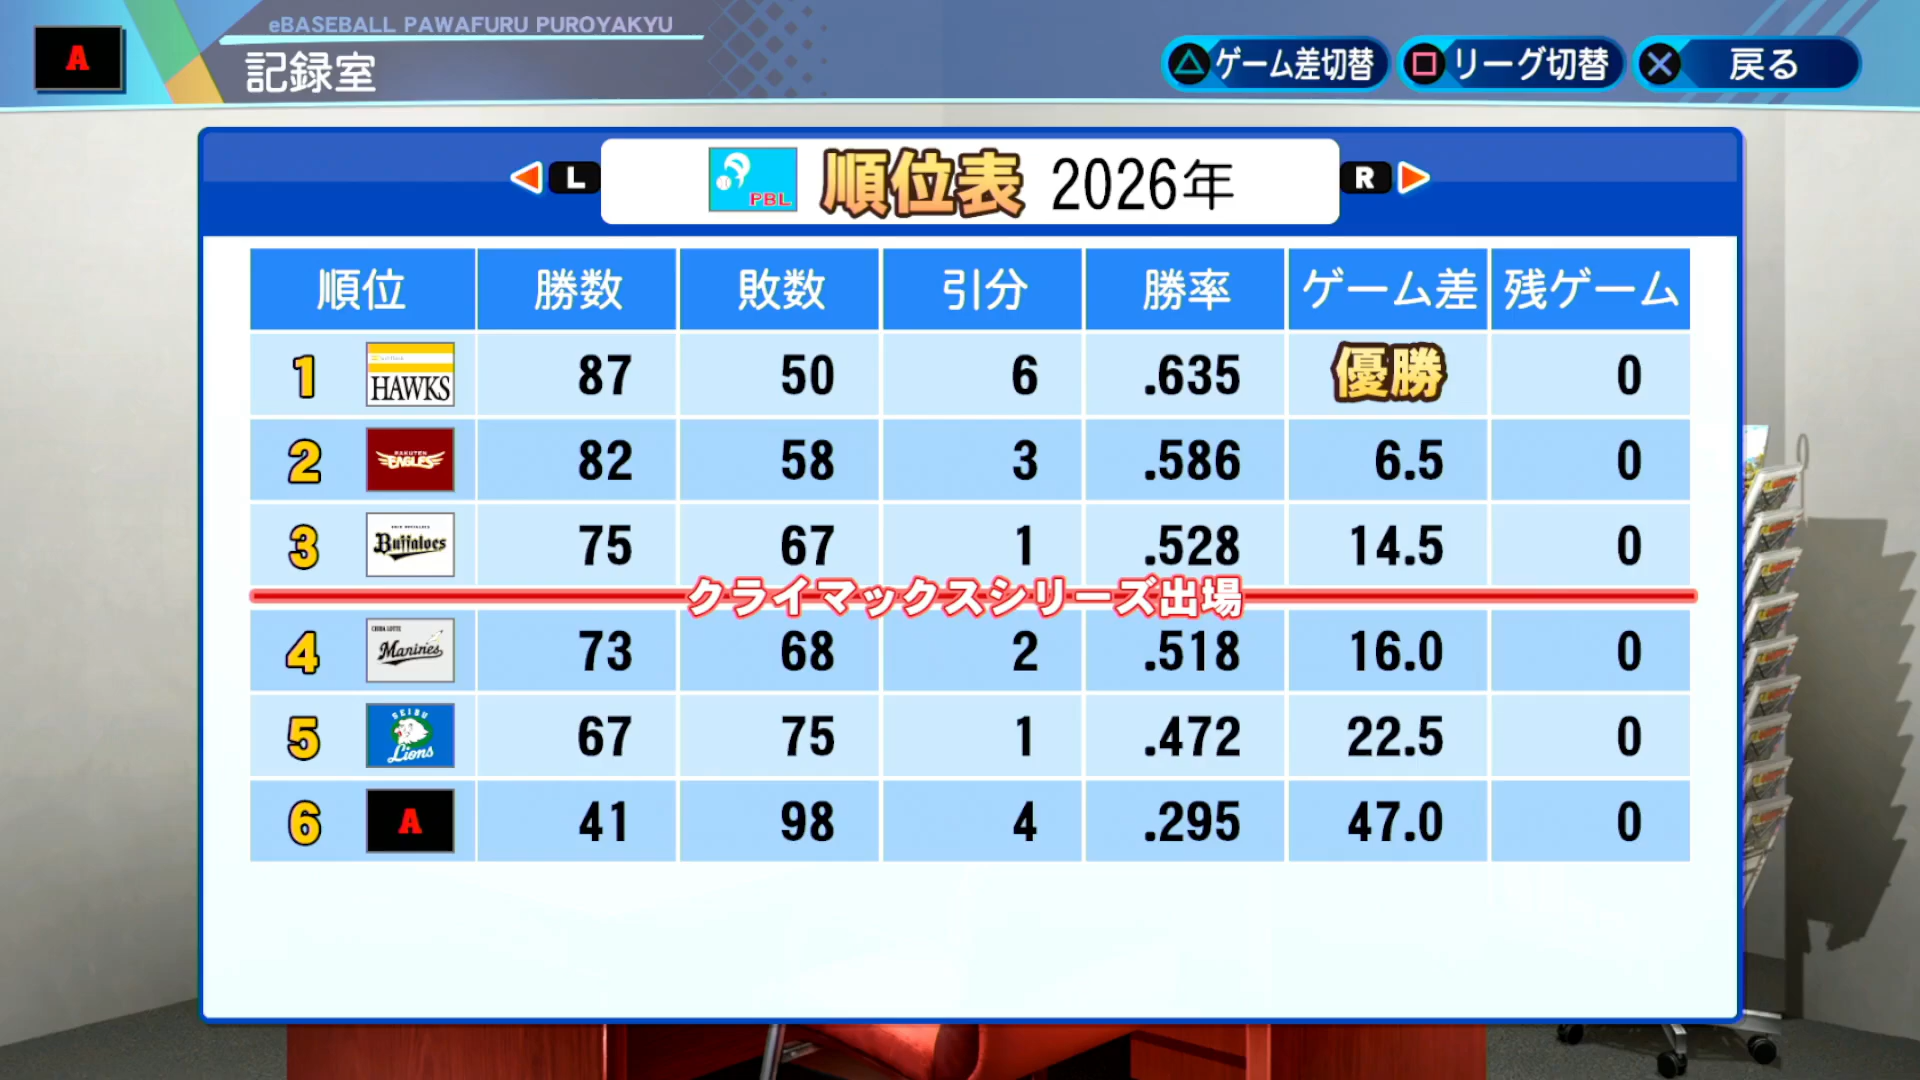 A
eBASEBALL PAWAFURU PUROYAKYU
記録室
ゲーム差切替
リーグ切替
戻る
L
PBL
順位表 2026年
R
順位 勝数 敗数 引分 勝率 ゲーム差 残ゲーム
1 HAWKS 87 50 6 .635 優勝 0
2 RAKUTEN EAGLES 82 58 3 .586 6.5 0
3 Buffaloes 75 67 1 .528 14.5 0
クライマックスシリーズ出場
4 CHIBA LOTTE Marines 73 68 2 .518 16.0 0
5 SEIBU Lions 67 75 1 .472 22.5 0
6 A 41 98 4 .295 47.0 0